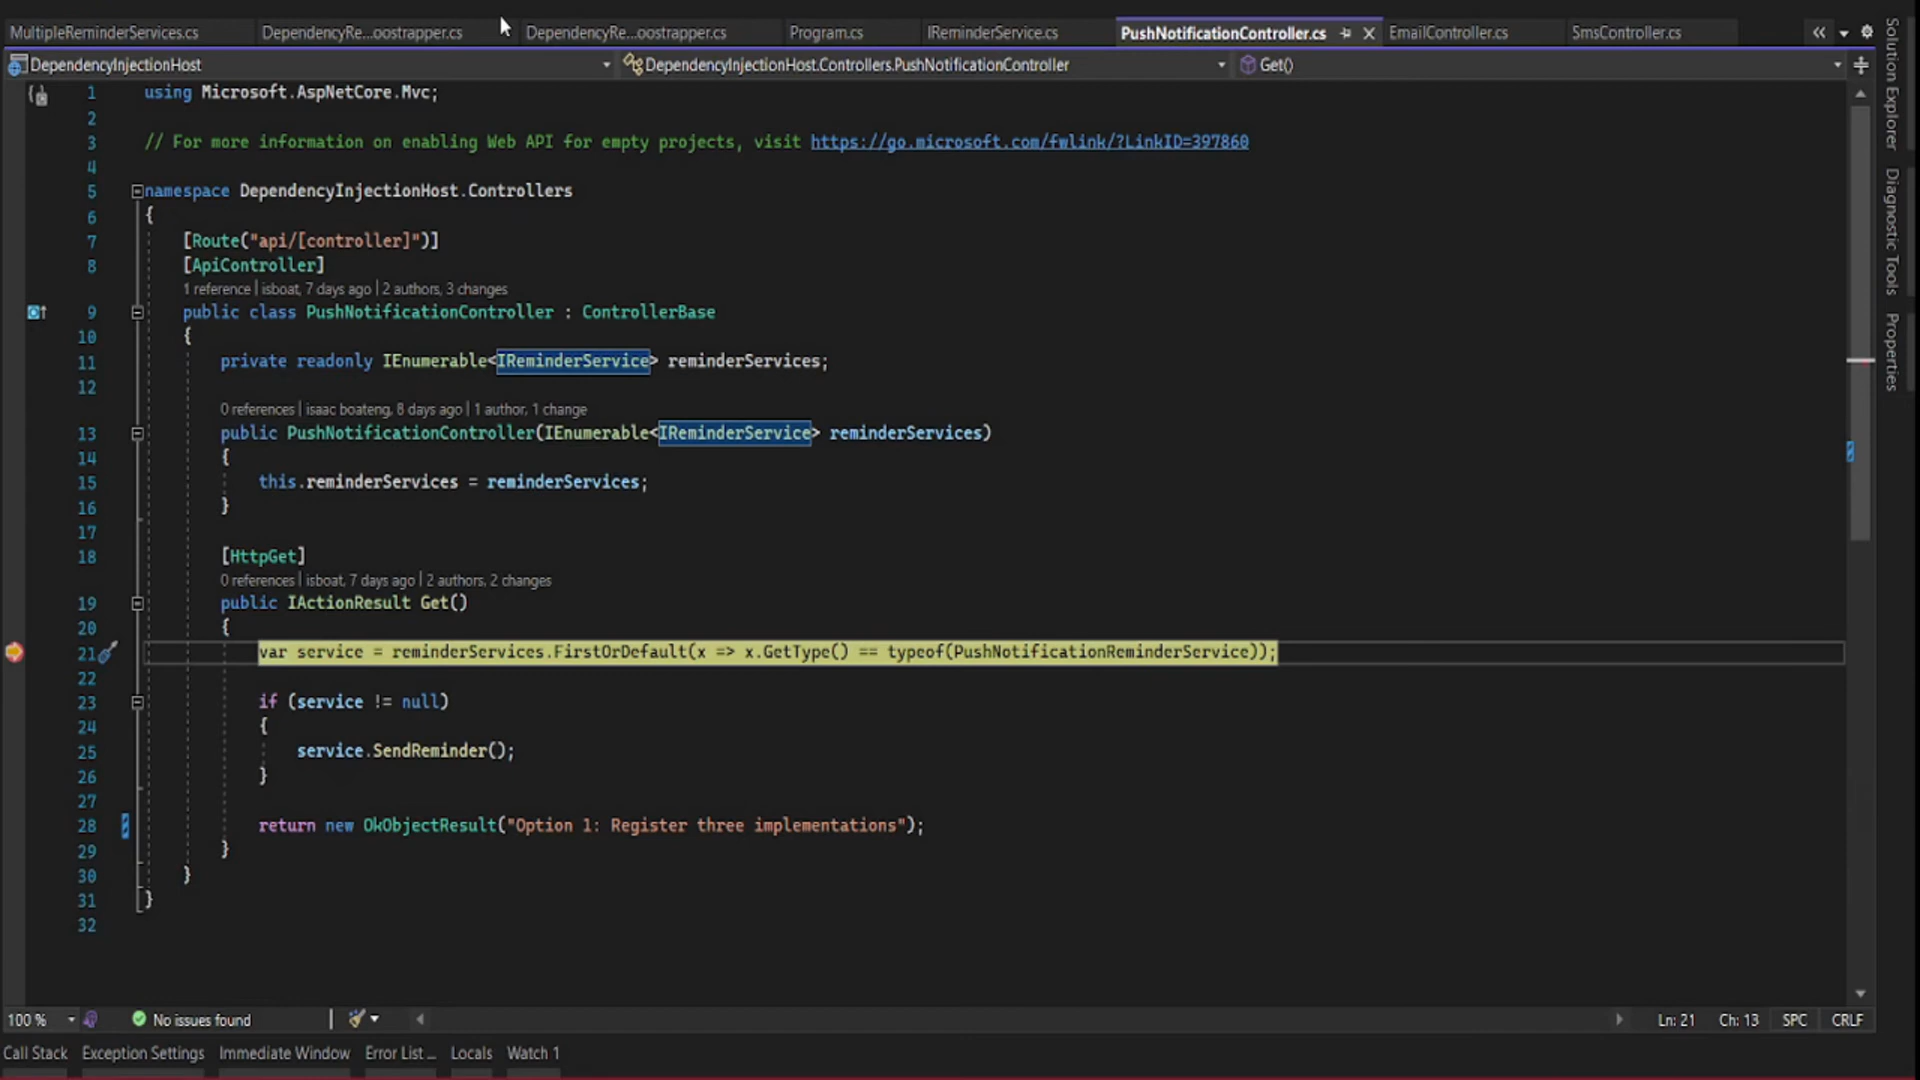 MultipleReminderServices.cs DependencyRe...oostrapper.cs DependencyRe...oostrapper.cs Program.cs IReminderService.cs PushNotificationController.cs EmailController.cs SmsController.cs
DependencyInjectionHost DependencyInjectionHost.Controllers.PushNotificationController Get()
1 using Microsoft.AspNetCore.Mvc;
2
3 // For more information on enabling Web API for empty projects, visit https://go.microsoft.com/fwlink/?LinkID=397860
4
5 namespace DependencyInjectionHost.Controllers
6 {
7 [Route("api/[controller]")]
8 [ApiController]
1 reference | isboat, 7 days ago | 2 authors, 3 changes
9 public class PushNotificationController : ControllerBase
10 {
11 private readonly IEnumerable<IReminderService> reminderServices;
12
0 references | isaac boateng, 8 days ago | 1 author, 1 change
13 public PushNotificationController(IEnumerable<IReminderService> reminderServices)
14 {
15 this.reminderServices = reminderServices;
16 }
17
18 [HttpGet]
0 references | isboat, 7 days ago | 2 authors, 2 changes
19 public IActionResult Get()
20 {
21 var service = reminderServices.FirstOrDefault(x => x.GetType() == typeof(PushNotificationReminderService));
22
23 if (service != null)
24 {
25 service.SendReminder();
26 }
27
28 return new OkObjectResult("Option 1: Register three implementations");
29 }
30 }
31 }
32
100 % No issues found Ln: 21 Ch: 13 SPC CRLF
Call Stack Exception Settings Immediate Window Error List ... Locals Watch 1
Solution Explorer
Diagnostic Tools
Properties